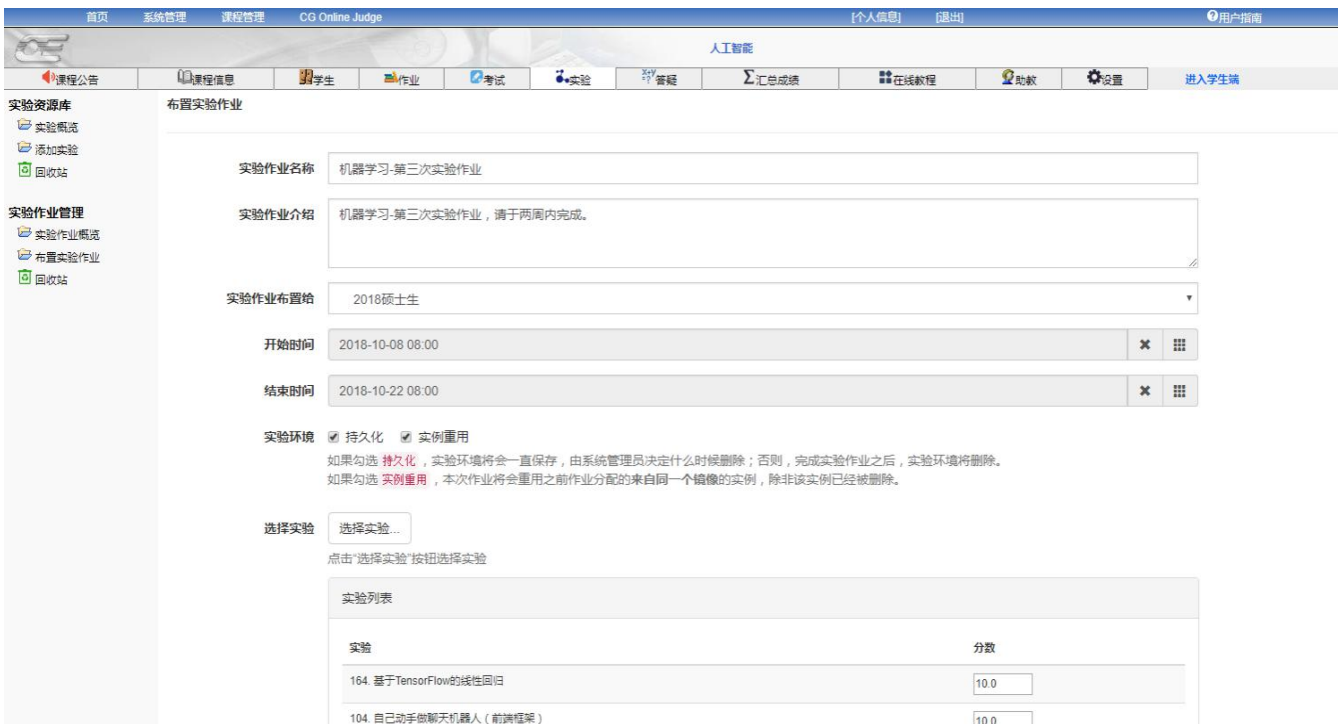 首页 系统管理 课程管理 CG Online Judge [个人信息] [退出] 用户指南
人工智能
课程公告 课程信息 学生 作业 考试 实验 答疑 汇总成绩 在线教程 助教 设置 进入学生端
实验资源库
实验概览
添加实验
回收站
实验作业管理
实验作业概览
布置实验作业
回收站
布置实验作业
实验作业名称 机器学习-第三次实验作业
实验作业介绍 机器学习-第三次实验作业，请于两周内完成。
实验作业布置给 2018硕士生
开始时间 2018-10-08 08:00
结束时间 2018-10-22 08:00
实验环境 持久化 实例重用
如果勾选 持久化 ，实验环境将会一直保存，由系统管理员决定什么时候删除；否则，完成实验作业之后，实验环境将删除。
如果勾选 实例重用 ，本次作业将会重用之前作业分配的来自同一个镜像的实例，除非该实例已经被删除。
选择实验 选择实验...
点击“选择实验”按钮选择实验
实验列表
实验 分数
164. 基于TensorFlow的线性回归 10.0
104. 自己动手做聊天机器人（前端框架） 10.0